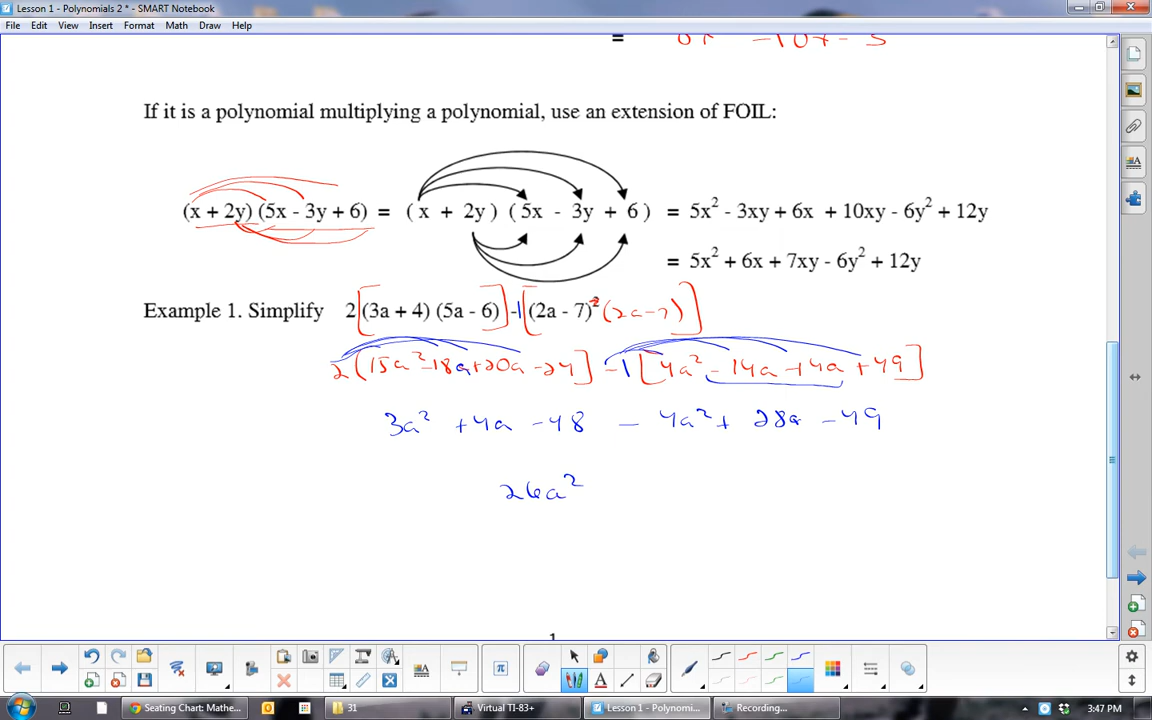 Lesson 1 - Polynomials 2 * - SMART Notebook
File Edit View Insert Format Math Draw Help
=
If it is a polynomial multiplying a polynomial, use an extension of FOIL:
(x + 2y) (5x - 3y + 6) = ( x + 2y ) ( 5x - 3y + 6 ) = 5x² - 3xy + 6x + 10xy - 6y² + 12y
= 5x² + 6x + 7xy - 6y² + 12y
Example 1. Simplify 2 [(3a + 4) (5a - 6)] -1 [(2a - 7)² (2a-7)]
2(15a² -18a +20a -24] -1 [4a² - 14a +4a +49]
3a² +4a -48 - 4a² + 28a -49
26a²
1
Seating Chart: Mathe...
31
Virtual TI-83+
Lesson 1 - Polynomi...
Recording...
3:47 PM